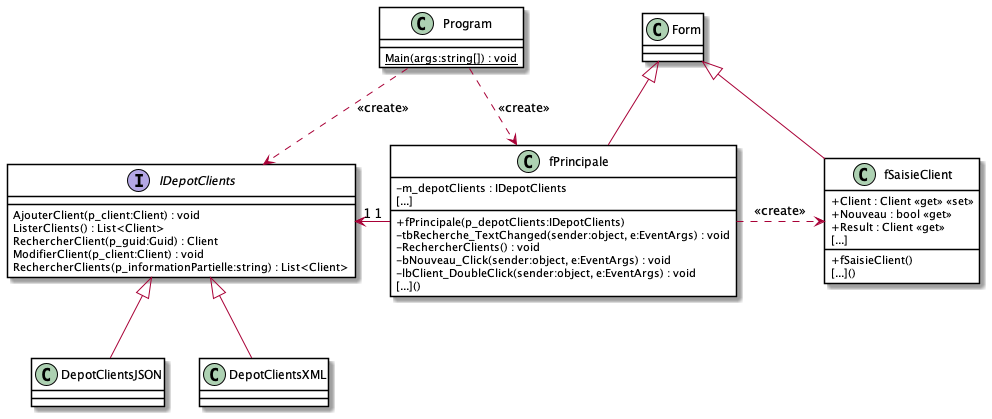 C Program
Main(args:string[]) : void
C Form
«create»
«create»
I IDepotClients
AjouterClient(p_client:Client) : void
ListerClients() : List<Client>
RechercherClient(p_guid:Guid) : Client
ModifierClient(p_client:Client) : void
RechercherClients(p_informationPartielle:string) : List<Client>
1 1
C fPrincipale
−m_depotClients : IDepotClients
[...]
+fPrincipale(p_depotClients:IDepotClients)
−tbRecherche_TextChanged(sender:object, e:EventArgs) : void
−RechercherClients() : void
−bNouveau_Click(sender:object, e:EventArgs) : void
−lbClient_DoubleClick(sender:object, e:EventArgs) : void
[...]()
«create»
C fSaisieClient
+Client : Client «get» «set»
+Nouveau : bool «get»
+Result : Client «get»
[...]
+fSaisieClient()
[...]()
C DepotClientsJSON
C DepotClientsXML